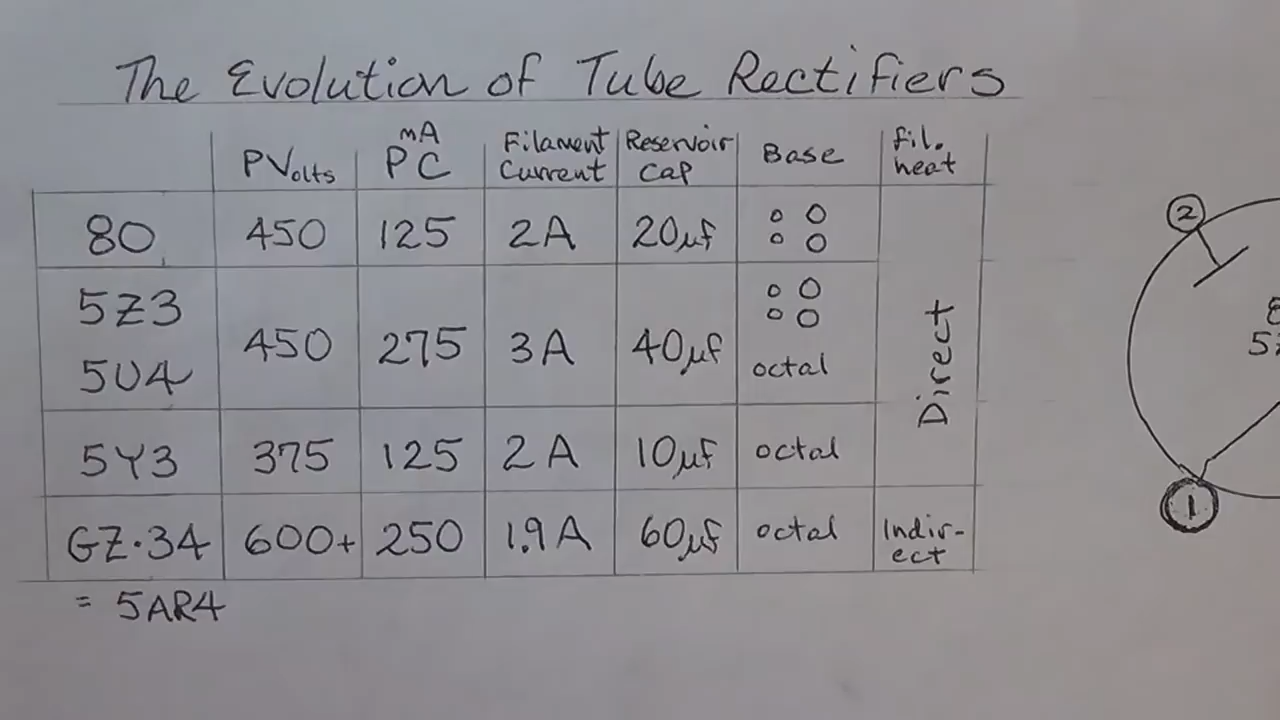 The Evolution of Tube Rectifiers
PVolts mA PC Filament Current Reservoir Cap Base fil. heat
80 450 125 2A 20µf
5Z3
5U4 450 275 3A 40µf octal
Direct
5Y3 375 125 2A 10µf octal
GZ·34 600+ 250 1.9A 60µf octal Indir-ect
= 5AR4
2
1